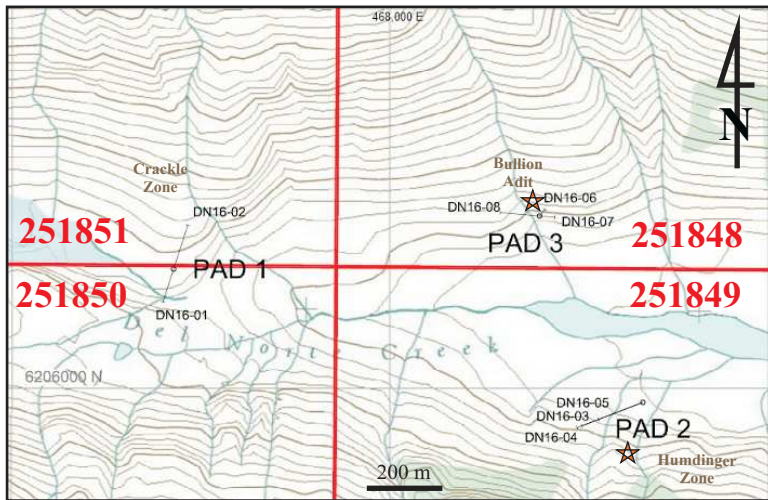 468,000 E
N
Crackle
Zone
Bullion
Adit
DN16-06
DN16-02
DN16-08
DN16-07
251851
PAD 3
251848
PAD 1
251850
251849
DN16-01
Del Norte Creek
6206000 N
DN16-05
DN16-03
DN16-04
PAD 2
Humdinger
Zone
200 m